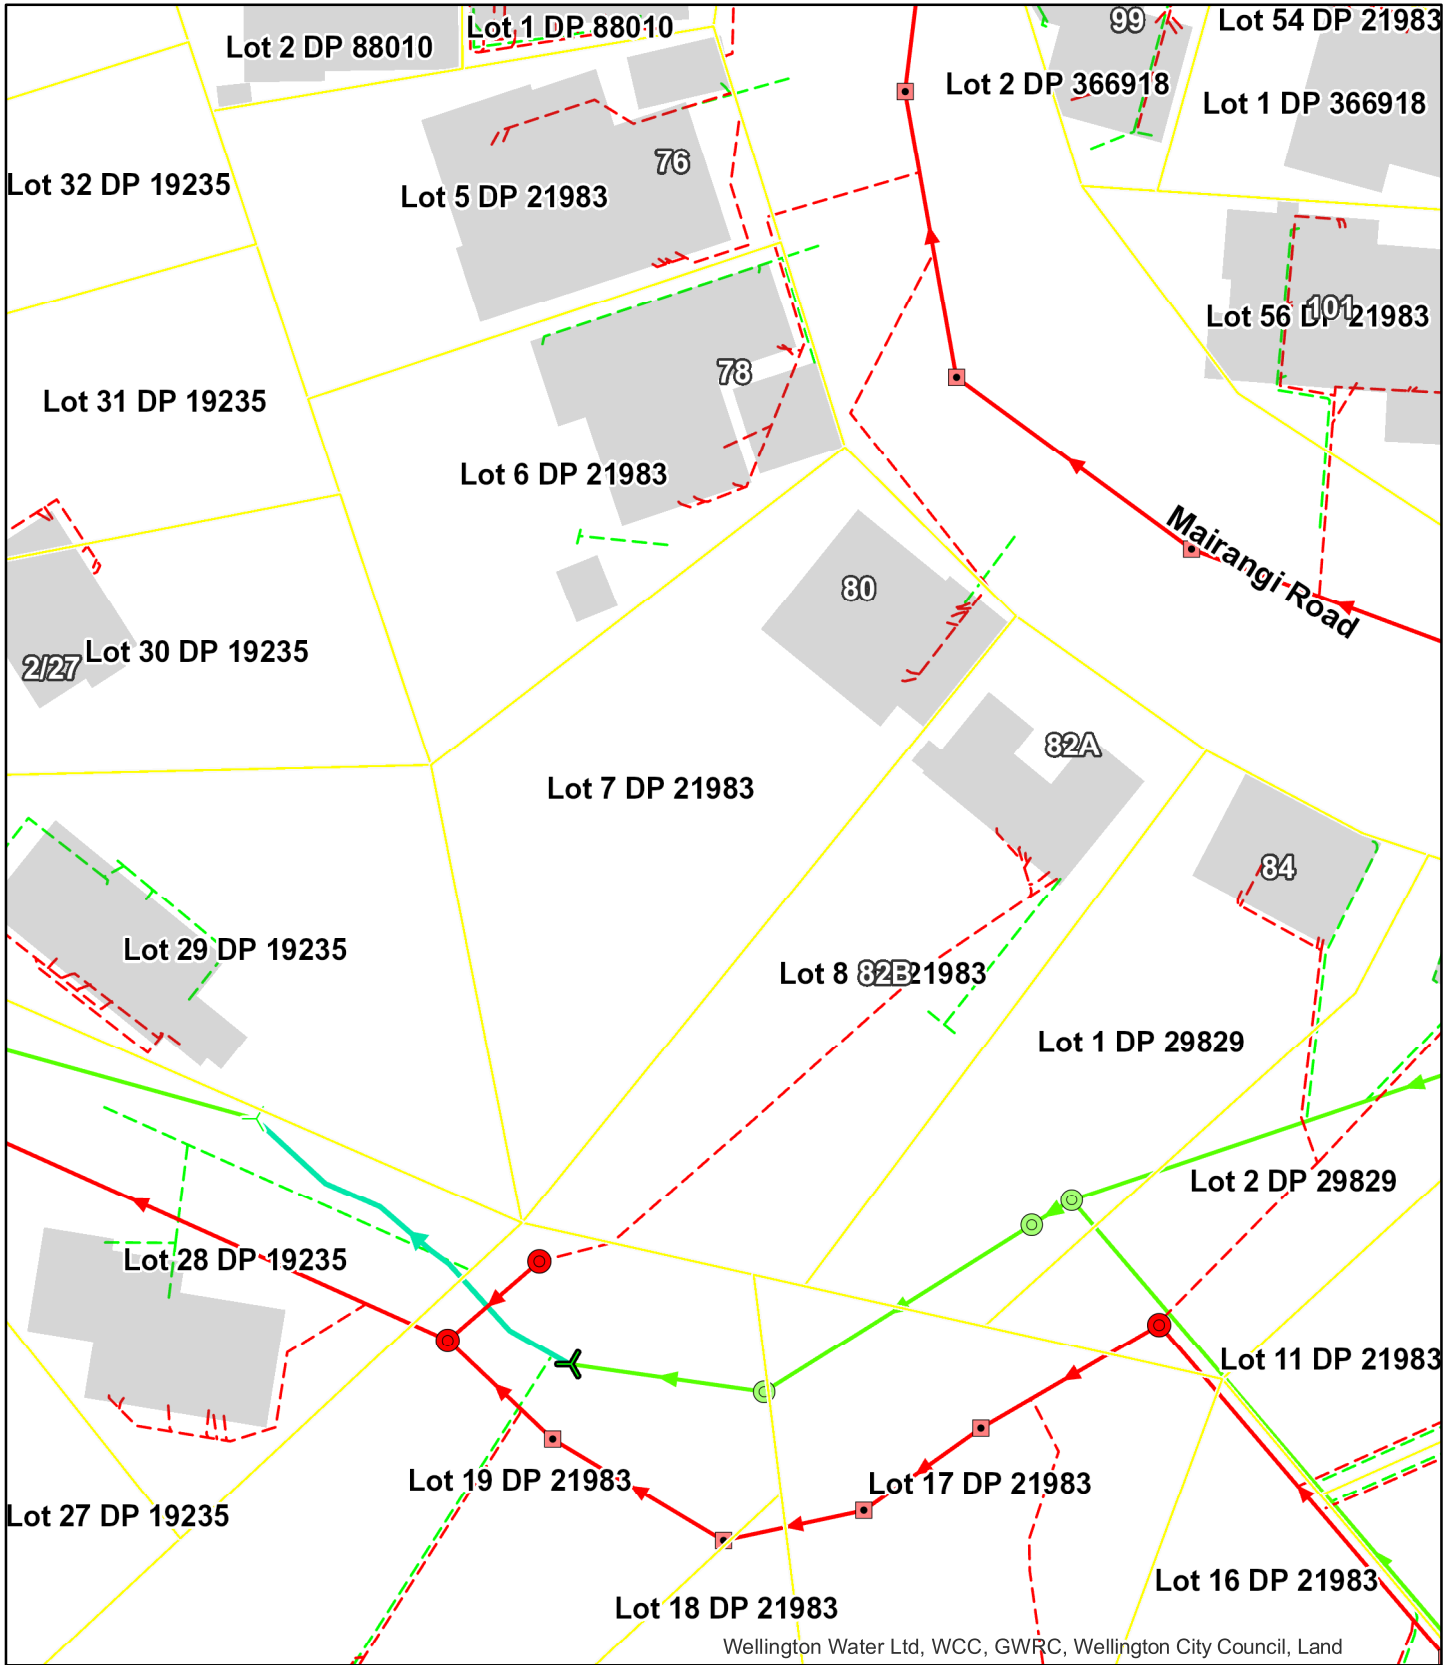 Lot 2 DP 88010
Lot 1 DP 88010
99
Lot 54 DP 21983
Lot 2 DP 366918
Lot 1 DP 366918
76
Lot 32 DP 19235
Lot 5 DP 21983
101
Lot 56 DP 21983
78
Lot 31 DP 19235
Lot 6 DP 21983
Mairangi Road
80
Lot 30 DP 19235
2/27
82A
Lot 7 DP 21983
84
Lot 29 DP 19235
Lot 8 21983
82B
Lot 1 DP 29829
Lot 2 DP 29829
Lot 28 DP 19235
Lot 11 DP 21983
Lot 19 DP 21983
Lot 17 DP 21983
Lot 27 DP 19235
Lot 16 DP 21983
Lot 18 DP 21983
Wellington Water Ltd, WCC, GWRC, Wellington City Council, Land